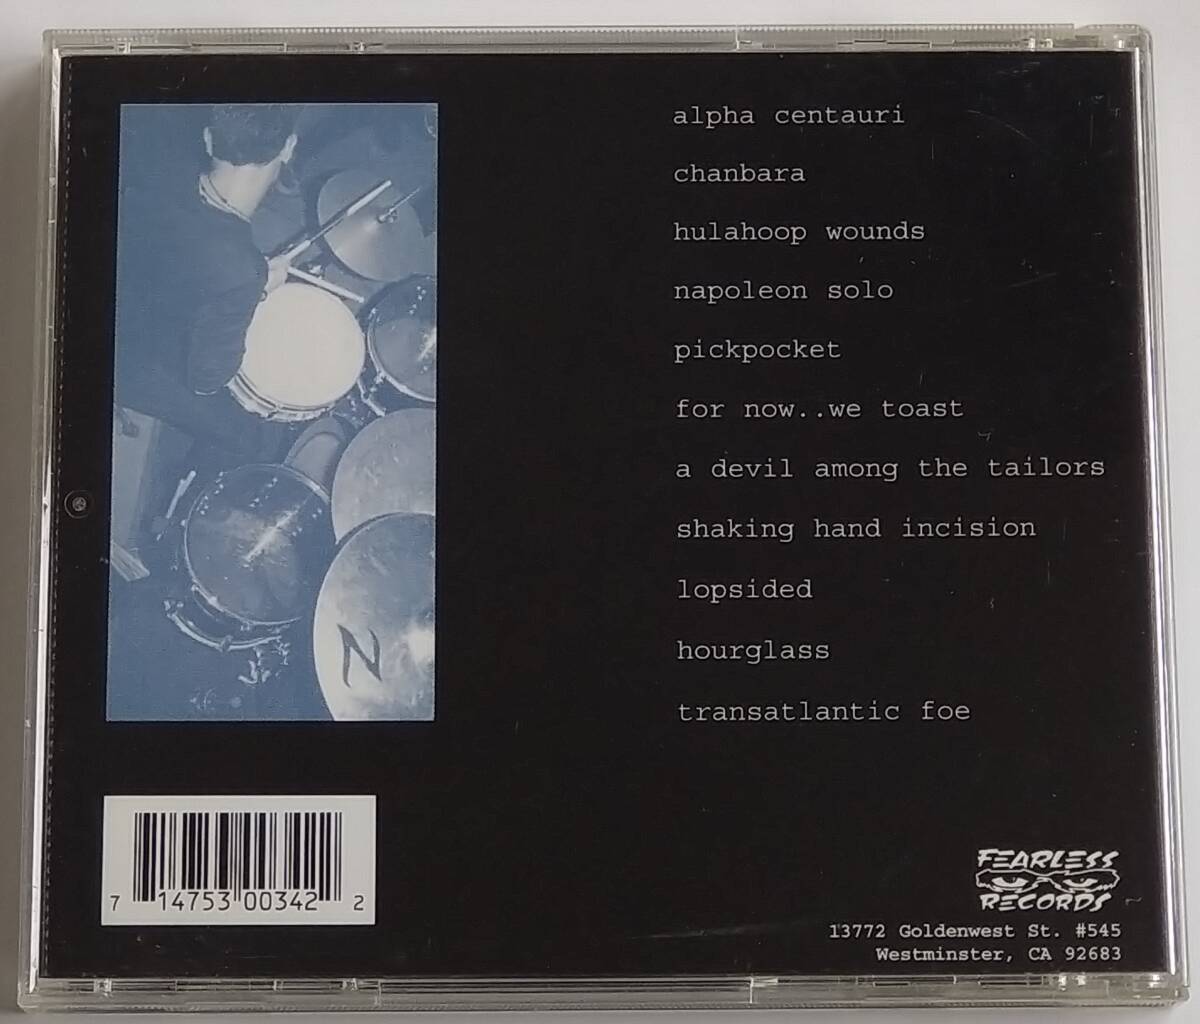 alpha centauri
chanbara
hulahoop wounds
napoleon solo
pickpocket
for now..we toast
a devil among the tailors
shaking hand incision
lopsided
hourglass
transatlantic foe
Z
7 14753 00342 2
FEARLESS
RECORDS
13772 Goldenwest St. #545
Westminster, CA 92683